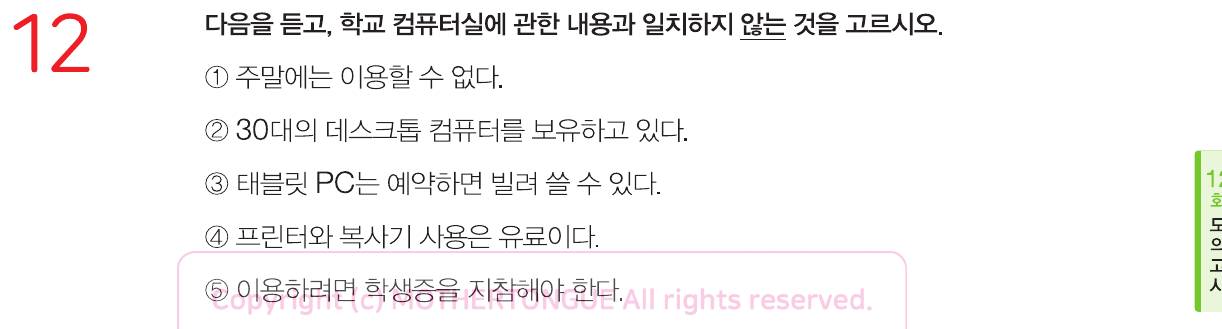 12
다음을 듣고, 학교 컴퓨터실에 관한 내용과 일치하지 않는 것을 고르시오.
① 주말에는 이용할 수 없다.
② 30대의 데스크톱 컴퓨터를 보유하고 있다.
③ 태블릿 PC는 예약하면 빌려 쓸 수 있다.
④ 프린터와 복사기 사용은 유료이다.
⑤ 이용하려면 학생증을 지참해야 한다.
Copyright (c) MOTHERTONGUE All rights reserved.